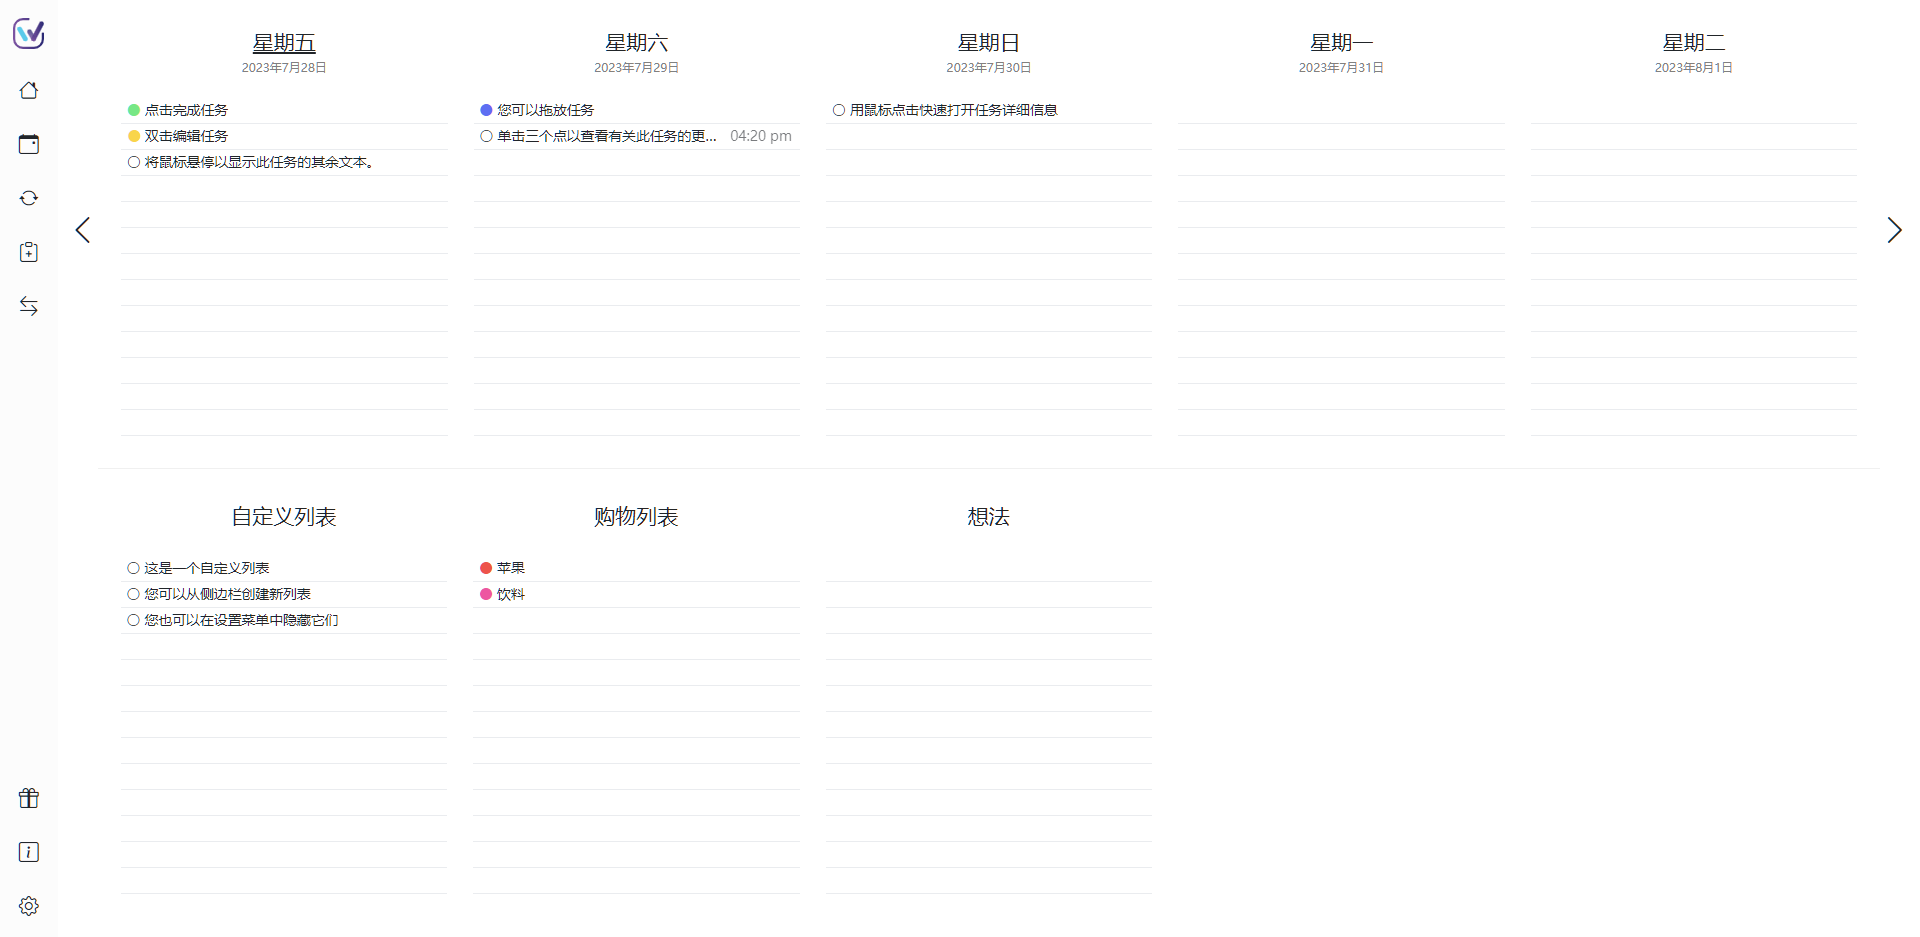 星期五
2023年7月28日
点击完成任务
双击编辑任务
将鼠标悬停以显示此任务的其余文本。
星期六
2023年7月29日
您可以拖放任务
单击三个点以查看有关此任务的更... 04:20 pm
星期日
2023年7月30日
用鼠标点击快速打开任务详细信息
星期一
2023年7月31日
星期二
2023年8月1日
自定义列表
这是一个自定义列表
您可以从侧边栏创建新列表
您也可以在设置菜单中隐藏它们
购物列表
苹果
饮料
想法